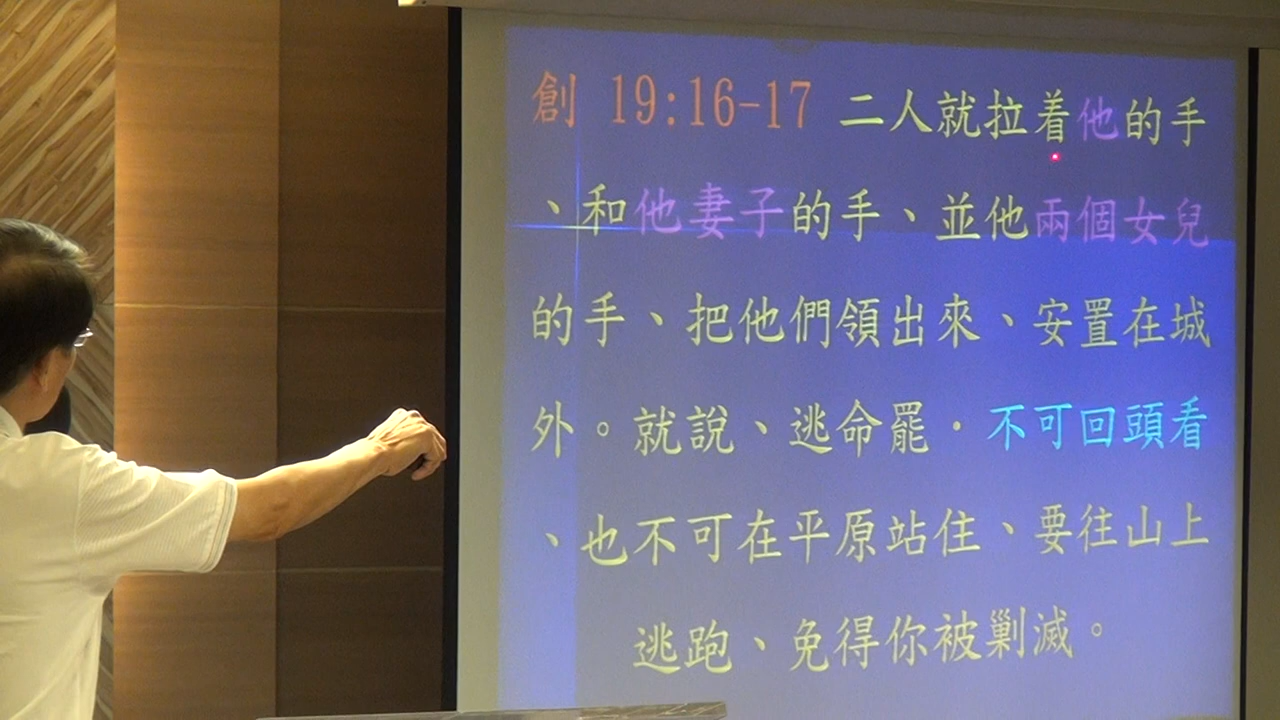 創 19:16-17 二人就拉着他的手
、和他妻子的手、並他兩個女兒
的手、把他們領出來、安置在城
外。就說、逃命罷．不可回頭看
、也不可在平原站住、要往山上
逃跑、免得你被剿滅。